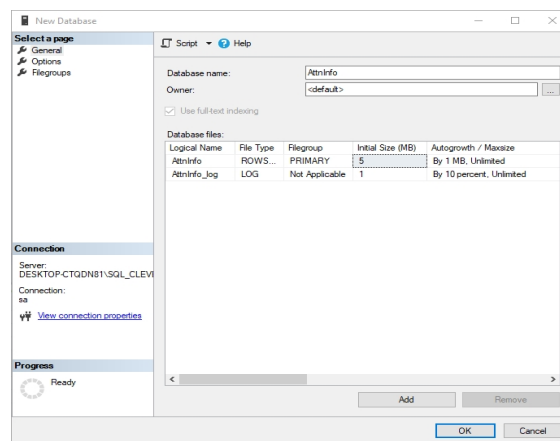 New Database
Select a page
General
Options
Filegroups
Script
Help
Database name:
AttnInfo
Owner:
<default>
...
Use full-text indexing
Database files:
Logical Name File Type Filegroup Initial Size (MB) Autogrowth / Maxsize
AttnInfo ROWS... PRIMARY 5 By 1 MB, Unlimited
AttnInfo_log LOG Not Applicable 1 By 10 percent, Unlimited
Connection
Server:
DESKTOP-CTQDN81\SQL_CLEVI
Connection:
sa
View connection properties
Progress
Ready
Add
Remove
OK
Cancel